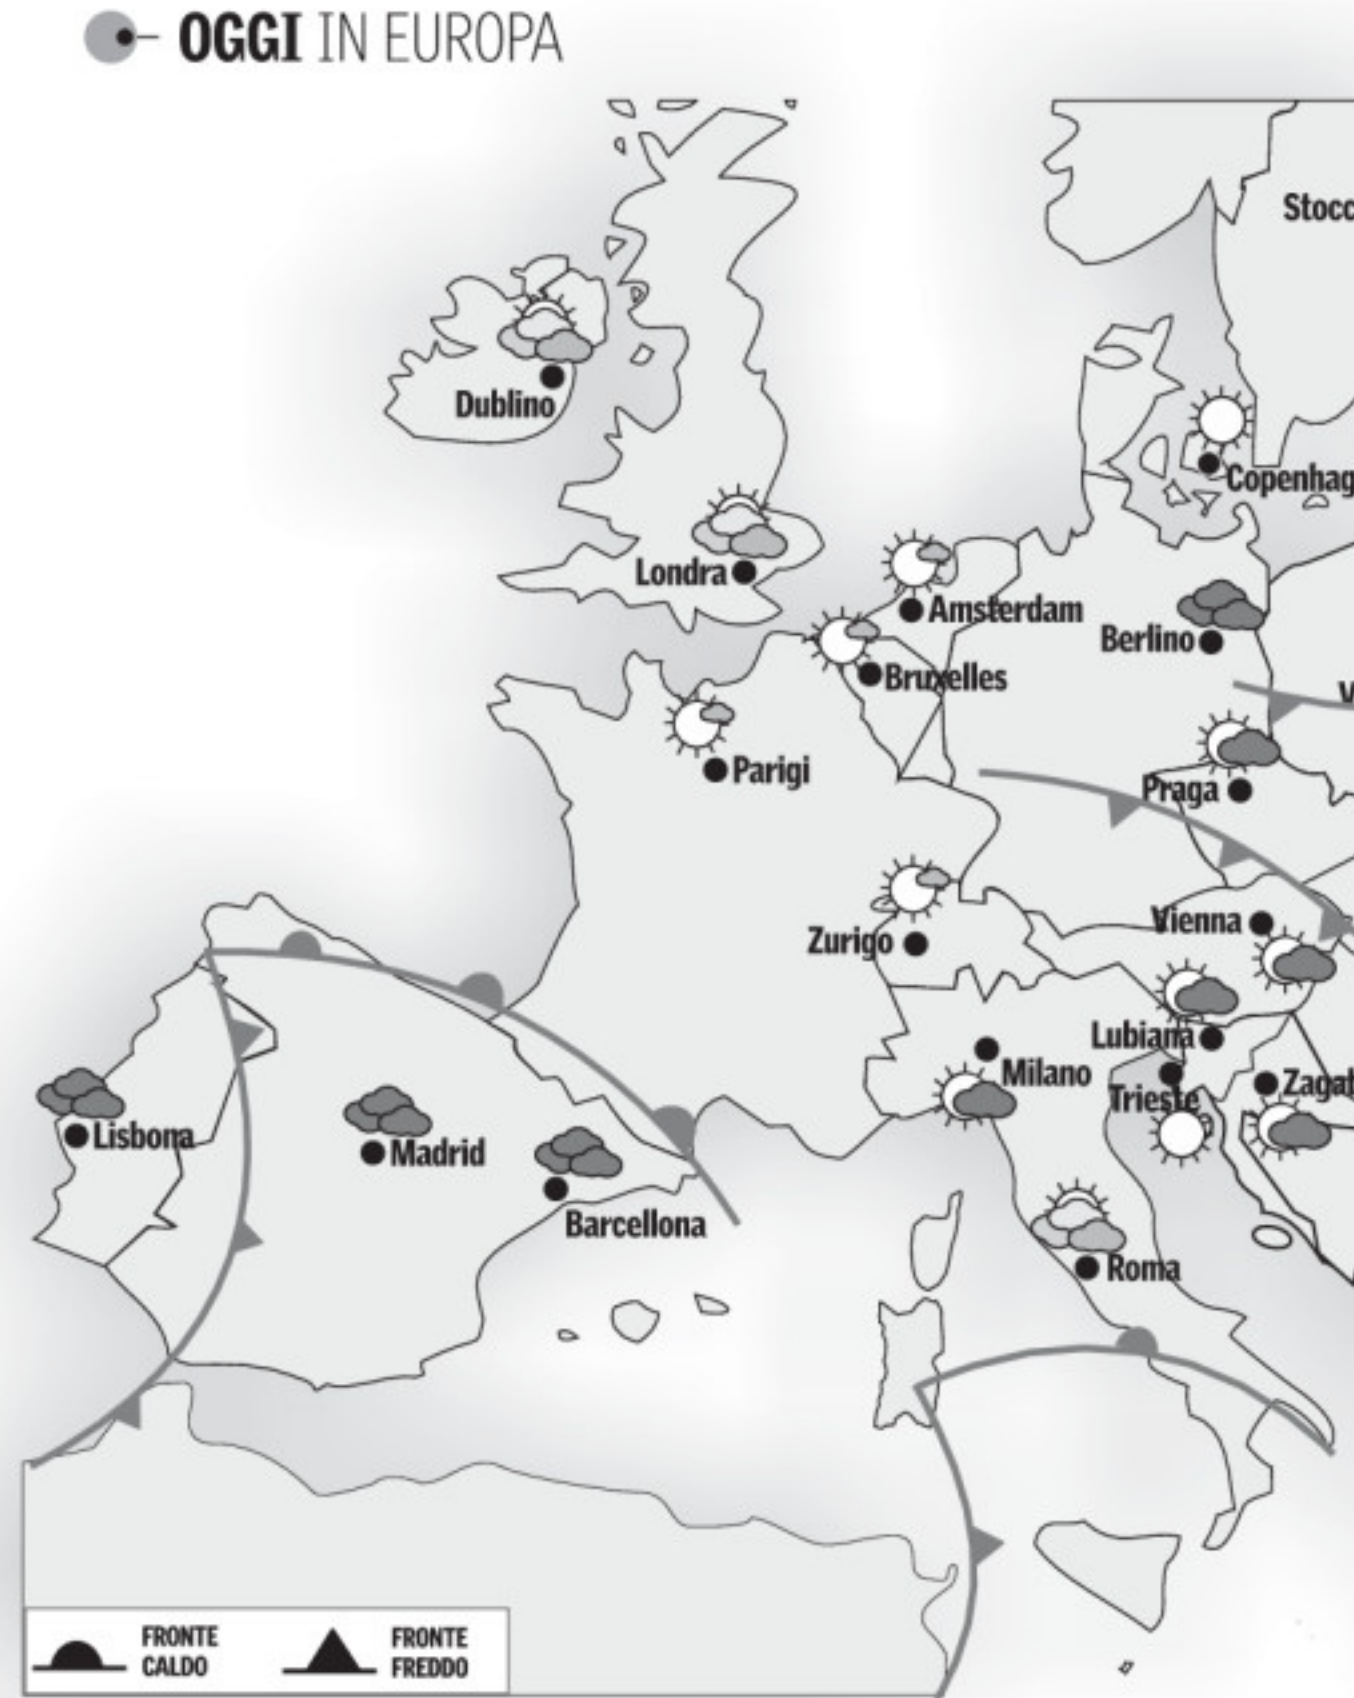 OGGI IN EUROPA
Stocc
Dublino
Copenhag
Londra
Amsterdam
Berlino
Bruxelles
V
Parigi
Praga
Vienna
Zurigo
Lubiana
Milano
Trieste
Zagab
Lisbona
Madrid
Barcellona
Roma
FRONTE
CALDO
FRONTE
FREDDO